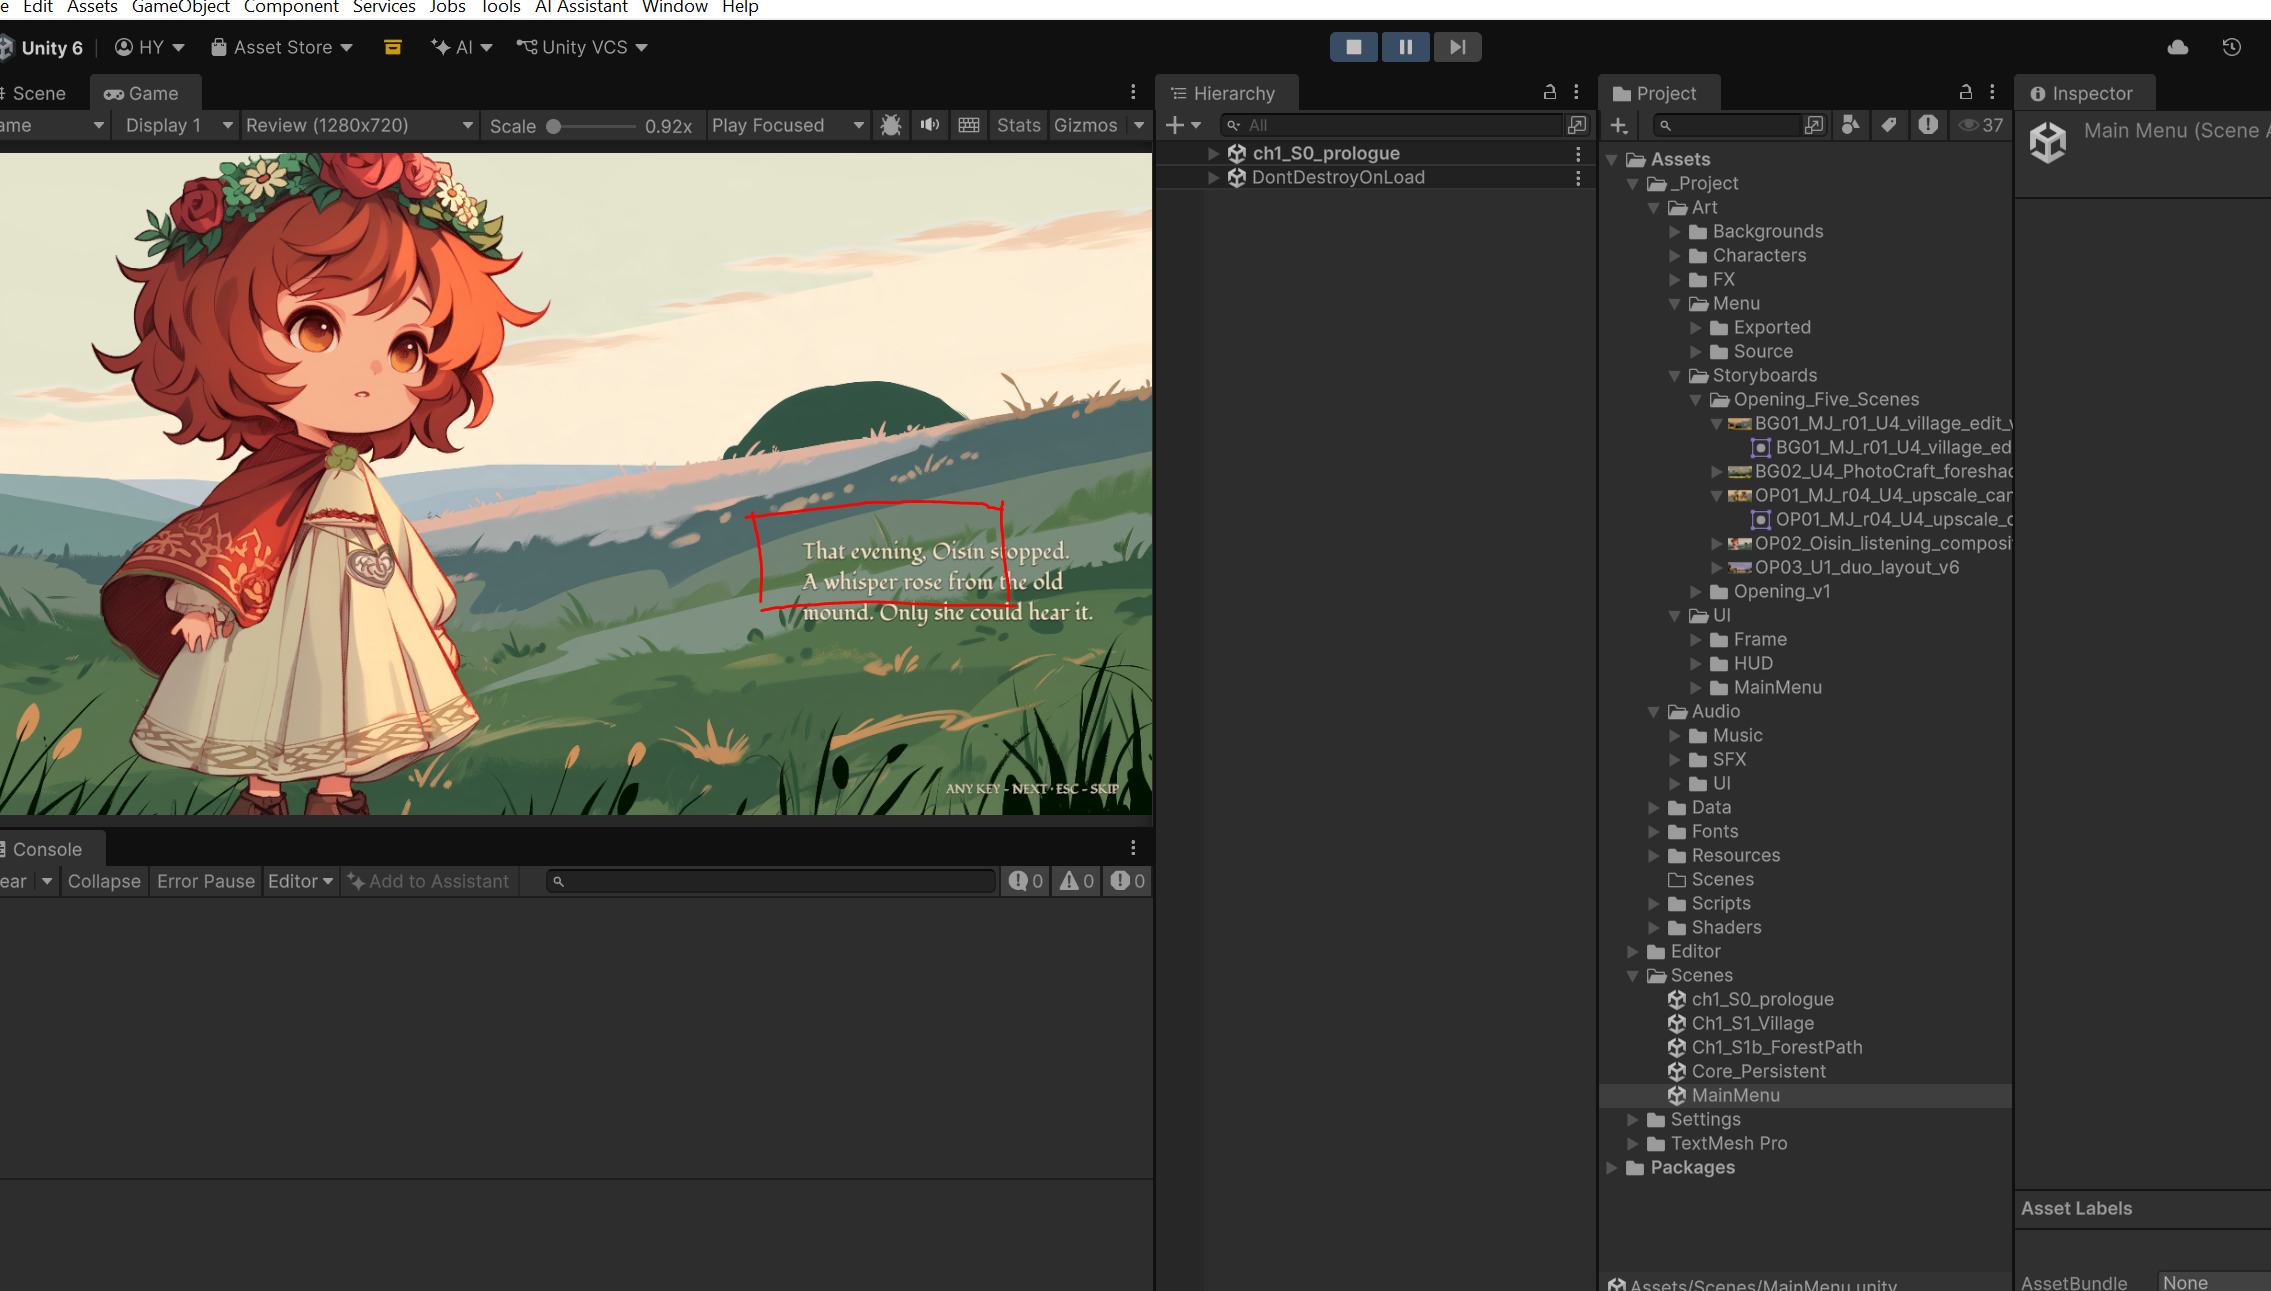 Edit Assets GameObject Component Services Jobs Tools AI Assistant Window Help
Unity 6 HY Asset Store AI Unity VCS
Scene Game
Display 1 Review (1280x720) Scale 0.92x Play Focused Stats Gizmos
That evening, Oisín stopped.
A whisper rose from the old
mound. Only she could hear it.
ANY KEY - NEXT · ESC - SKIP
Console
Collapse Error Pause Editor Add to Assistant 0 0 0
Hierarchy
All
ch1_S0_prologue
DontDestroyOnLoad
Project
37
Assets
_Project
Art
Backgrounds
Characters
FX
Menu
Exported
Source
Storyboards
Opening_Five_Scenes
BG01_MJ_r01_U4_village_edit_v
BG01_MJ_r01_U4_village_ed
BG02_U4_PhotoCraft_foreshad
OP01_MJ_r04_U4_upscale_car
OP01_MJ_r04_U4_upscale_c
OP02_Oisin_listening_composi
OP03_U1_duo_layout_v6
Opening_v1
UI
Frame
HUD
MainMenu
Audio
Music
SFX
UI
Data
Fonts
Resources
Scenes
Scripts
Shaders
Editor
Scenes
ch1_S0_prologue
Ch1_S1_Village
Ch1_S1b_ForestPath
Core_Persistent
MainMenu
Settings
TextMesh Pro
Packages
Assets/Scenes/MainMenu.unity
Inspector
Main Menu (Scene A
Asset Labels
AssetBundle None